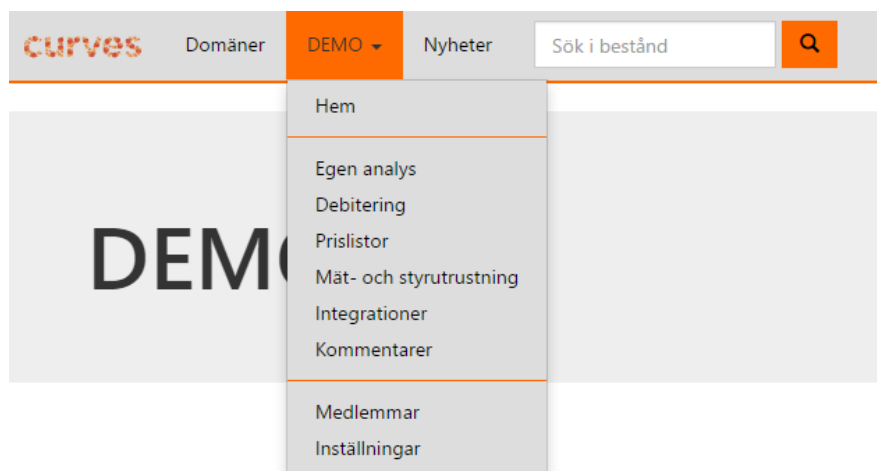 curves Domäner DEMO Nyheter Sök i bestånd
Hem
Egen analys
Debitering
Prislistor
Mät- och styrutrustning
Integrationer
Kommentarer
Medlemmar
Inställningar
DEM